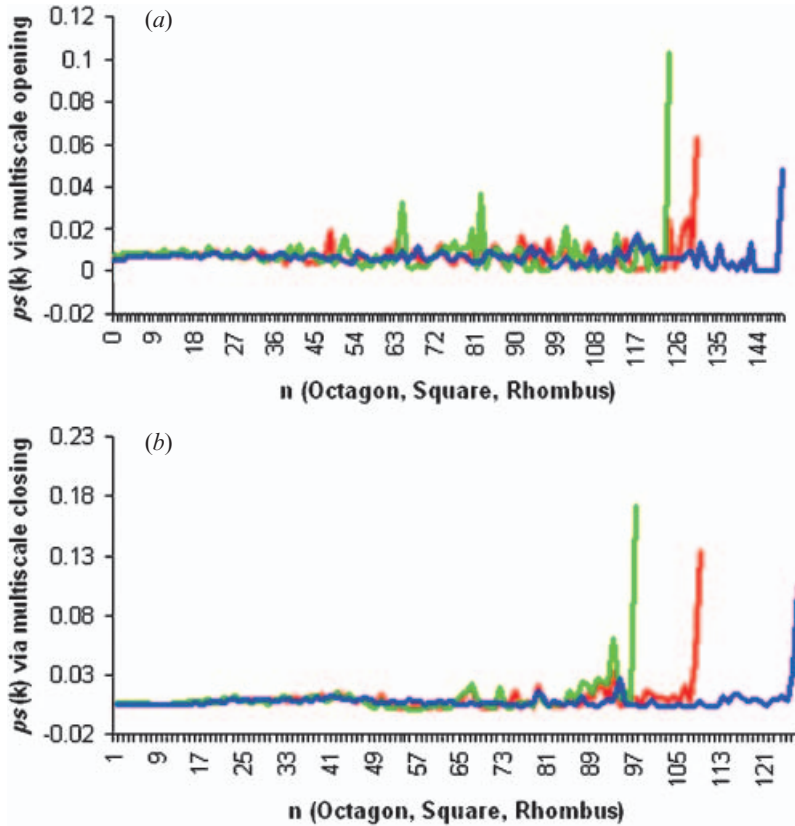 (a)
ps(k) via multiscale opening
0.12
0.1
0.08
0.06
0.04
0.02
0
-0.02
0 9 18 27 36 45 54 63 72 81 90 99 108 117 126 135 144
n (Octagon, Square, Rhombus)
(b)
ps(k) via multiscale closing
0.23
0.18
0.13
0.08
0.03
-0.02
1 9 17 25 33 41 49 57 65 73 81 89 97 105 113 121
n (Octagon, Square, Rhombus)